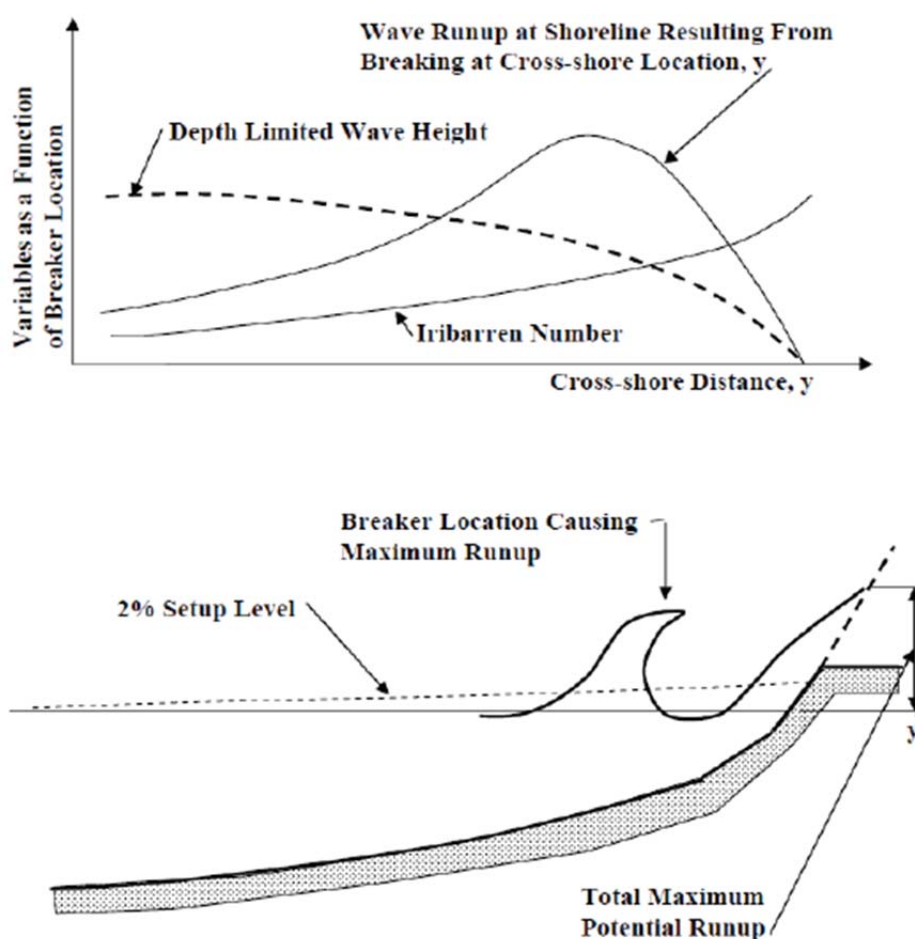 Wave Runup at Shoreline Resulting From
Breaking at Cross-shore Location, y
Depth Limited Wave Height
Variables as a Function
of Breaker Location
Iribarren Number
Cross-shore Distance, y
Breaker Location Causing
Maximum Runup
2% Setup Level
y
Total Maximum
Potential Runup